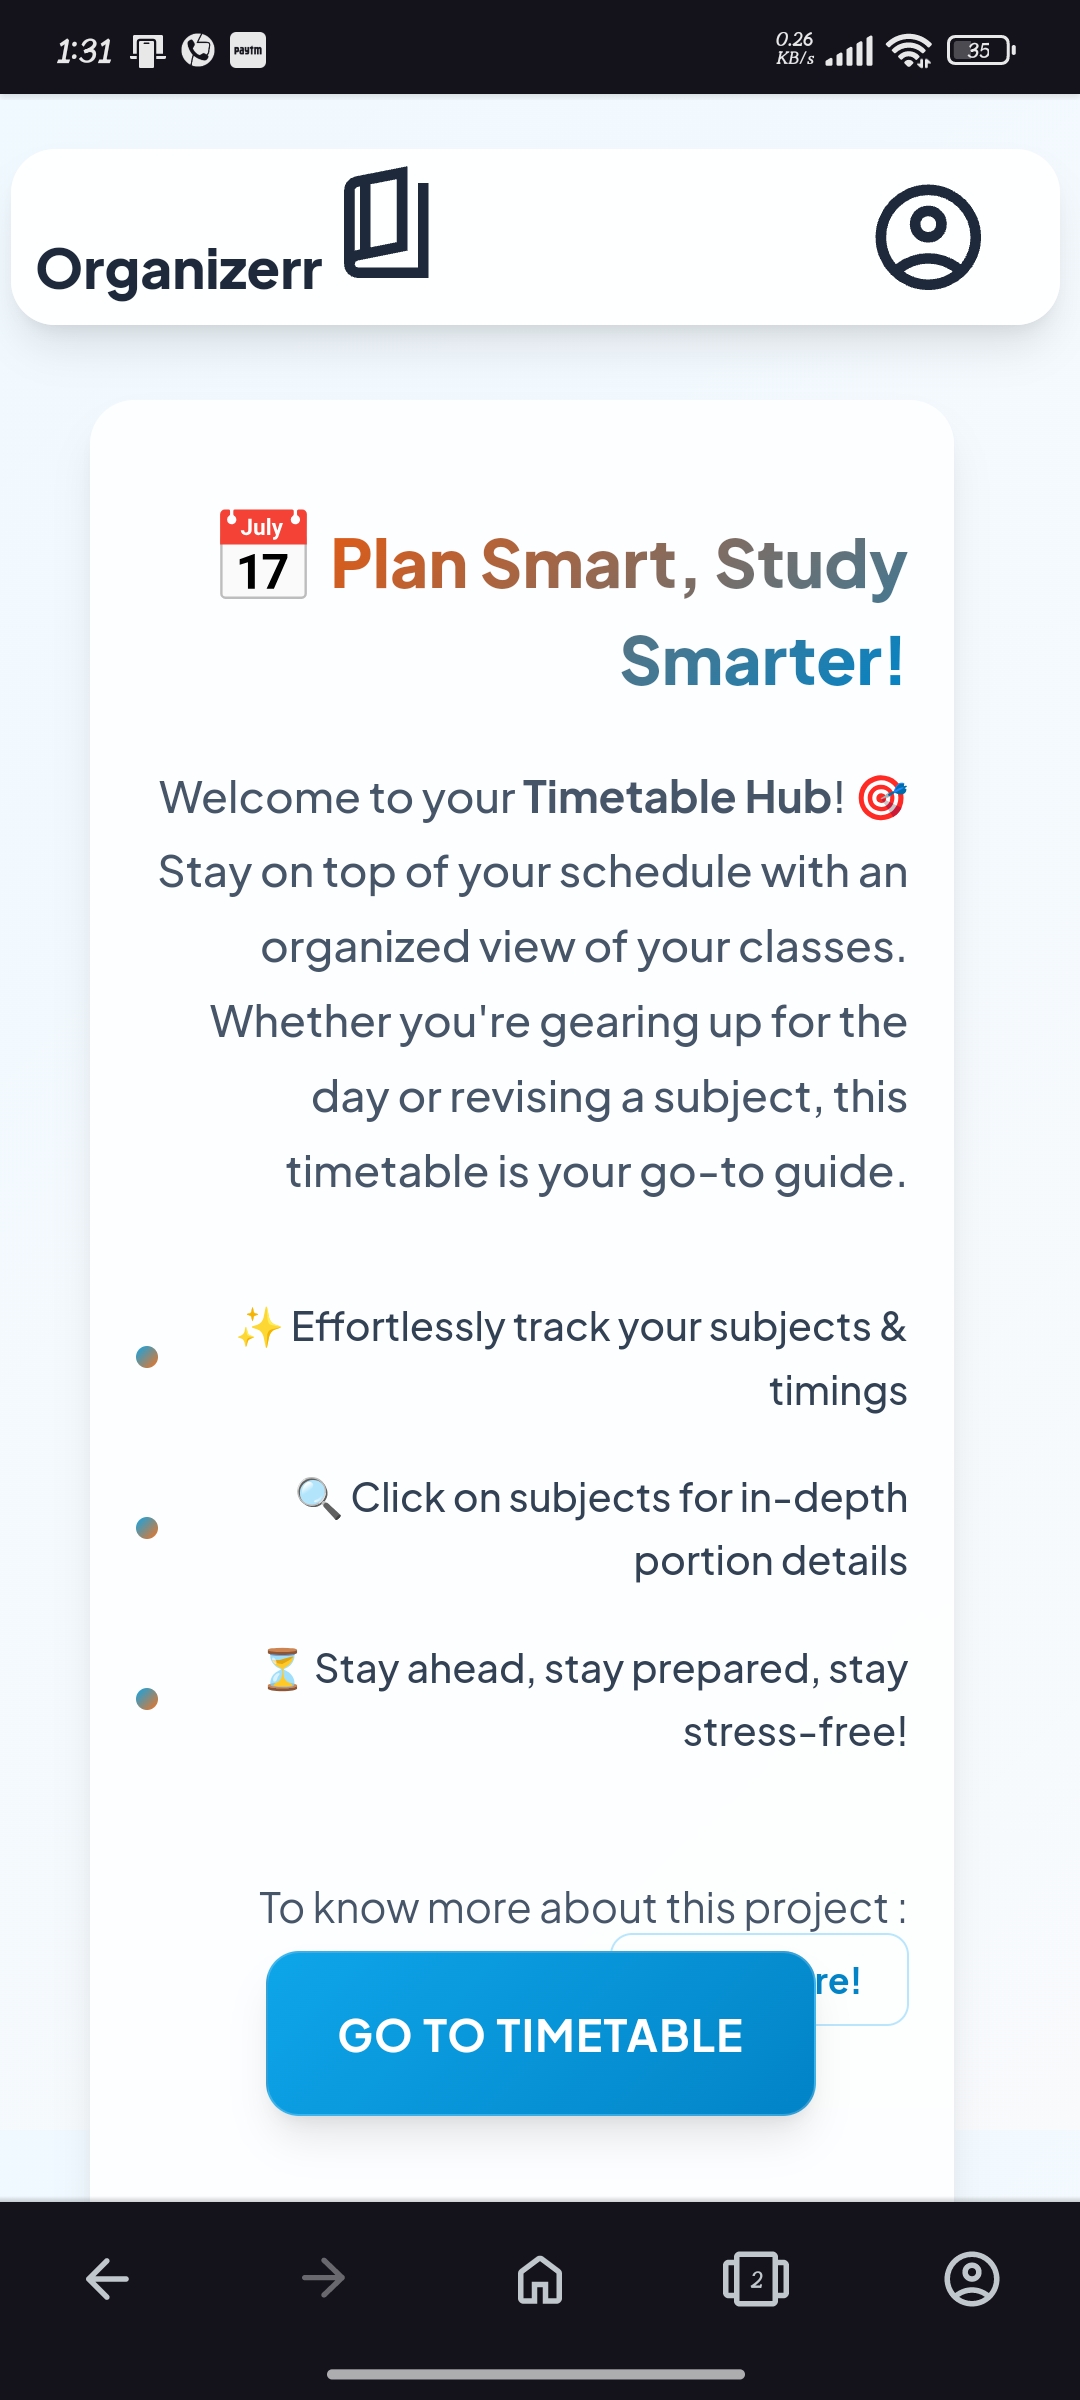 1:31 paytm 0.26 KB/s 35
Organizerr
July 17
Plan Smart, Study
Smarter!
Welcome to your Timetable Hub! 🎯
Stay on top of your schedule with an
organized view of your classes.
Whether you're gearing up for the
day or revising a subject, this
timetable is your go-to guide.
✨ Effortlessly track your subjects &
timings
🔍 Click on subjects for in-depth
portion details
⏳ Stay ahead, stay prepared, stay
stress-free!
To know more about this project :
GO TO TIMETABLE
2